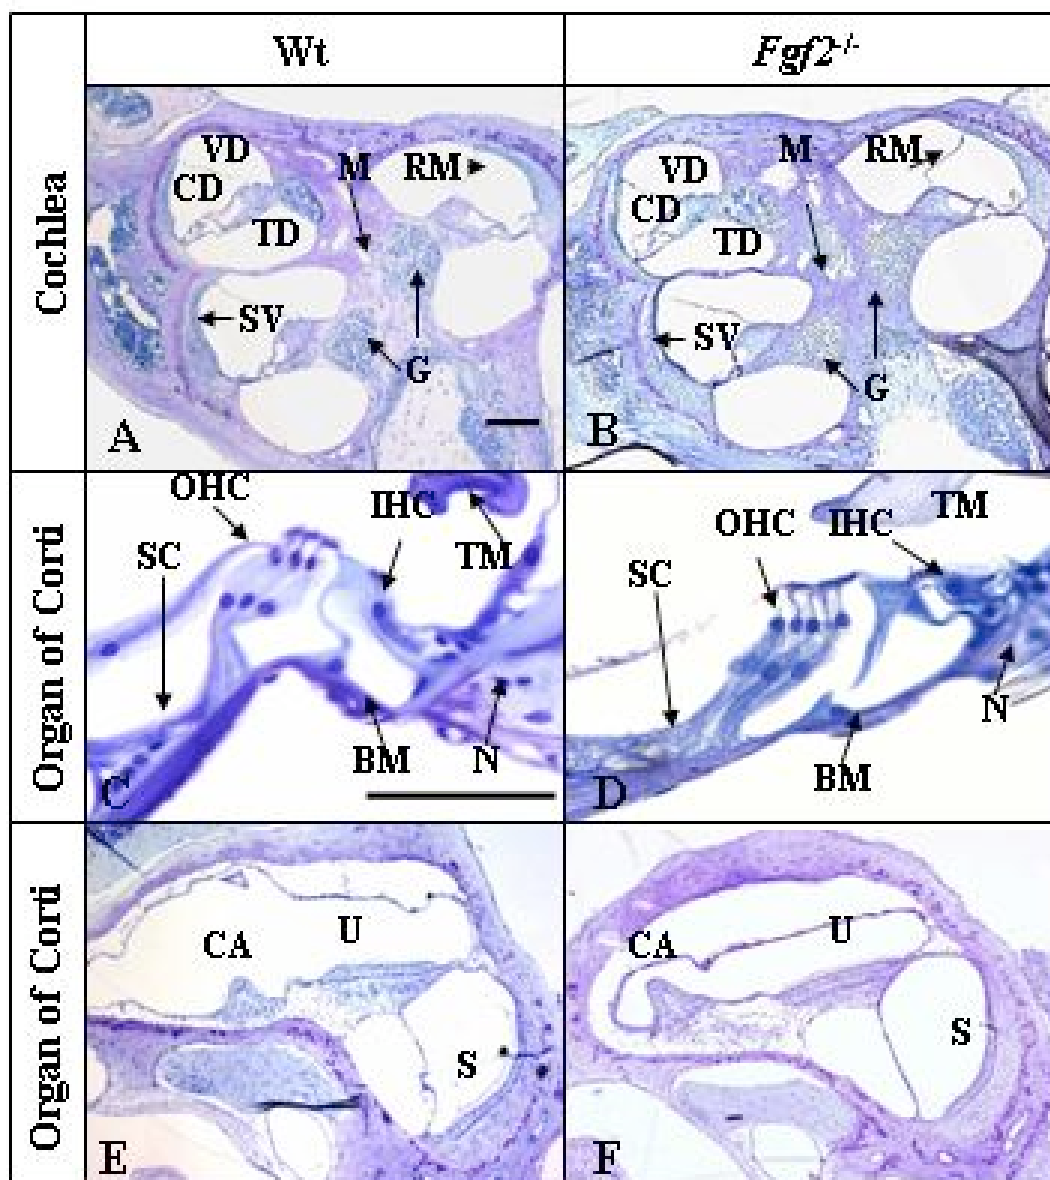 Wt
Fgf2-/-
Cochlea
VD
CD
TD
M
RM
SV
G
A
VD
CD
TD
M
RM
SV
G
B
Organ of Corti
OHC
IHC
SC
TM
BM
N
C
OHC
IHC
TM
SC
N
BM
D
Organ of Corti
CA
U
S
E
CA
U
S
F